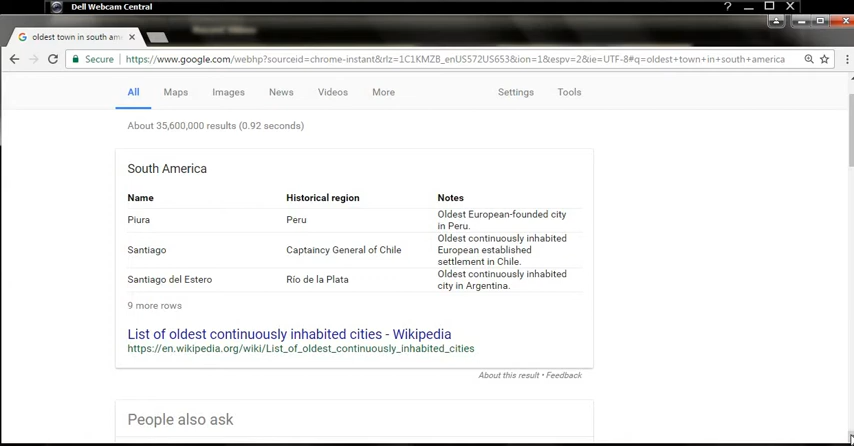 Dell Webcam Central
oldest town in south am
Secure https://www.google.com/webhp?sourceid=chrome-instant&rlz=1C1KMZB_enUS572US653&ion=1&espv=2&ie=UTF-8#q=oldest+town+in+south+america
All Maps Images News Videos More Settings Tools
About 35,600,000 results (0.92 seconds)
South America
Name Historical region Notes
Piura Peru Oldest European-founded city
in Peru.
Santiago Captaincy General of Chile Oldest continuously inhabited
European established
settlement in Chile.
Santiago del Estero Río de la Plata Oldest continuously inhabited
city in Argentina.
9 more rows
List of oldest continuously inhabited cities - Wikipedia
https://en.wikipedia.org/wiki/List_of_oldest_continuously_inhabited_cities
About this result • Feedback
People also ask